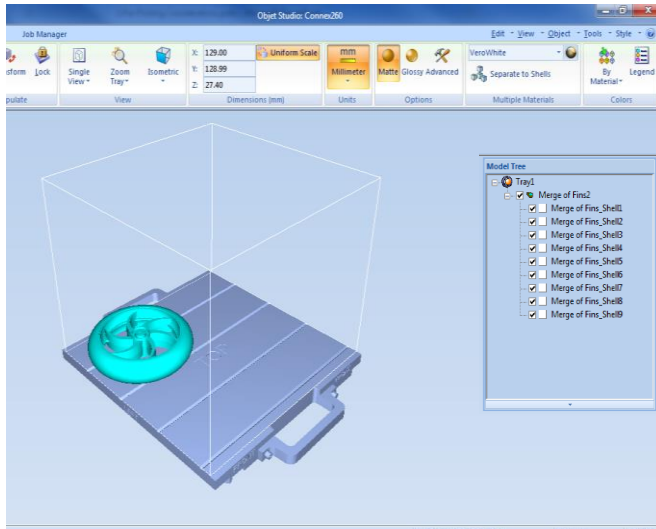 Objet Studio: Connex260
Job Manager
Edit View Object Tools Style
sform Lock Single View Zoom Tray Isometric
X: 129.00 Uniform Scale
Y: 128.99
Z: 27.40
mm
Millimeter
Matte Glossy Advanced
VeroWhite
Separate to Shells
By Material Legend
pulate View Dimensions (mm) Units Options Multiple Materials Colors
Model Tree
Tray1
Merge of Fins2
Merge of Fins_Shell1
Merge of Fins_Shell2
Merge of Fins_Shell3
Merge of Fins_Shell4
Merge of Fins_Shell5
Merge of Fins_Shell6
Merge of Fins_Shell7
Merge of Fins_Shell8
Merge of Fins_Shell9